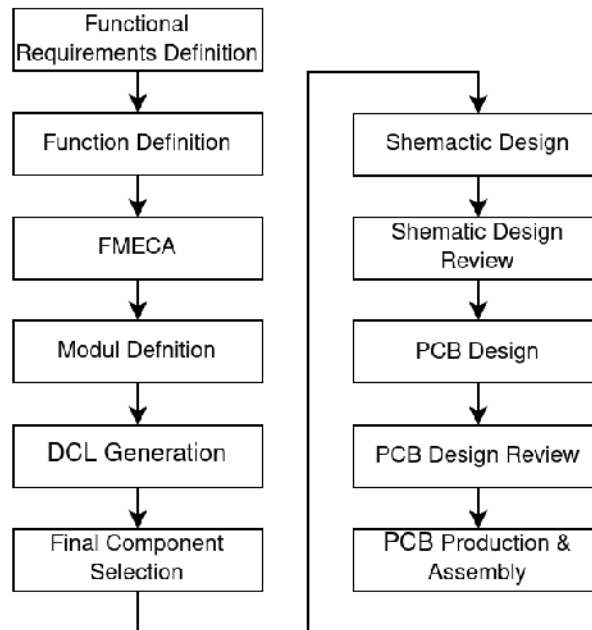 Functional
Requirements Definition
Function Definition
FMECA
Modul Defnition
DCL Generation
Final Component
Selection
Shemactic Design
Shematic Design
Review
PCB Design
PCB Design Review
PCB Production &
Assembly